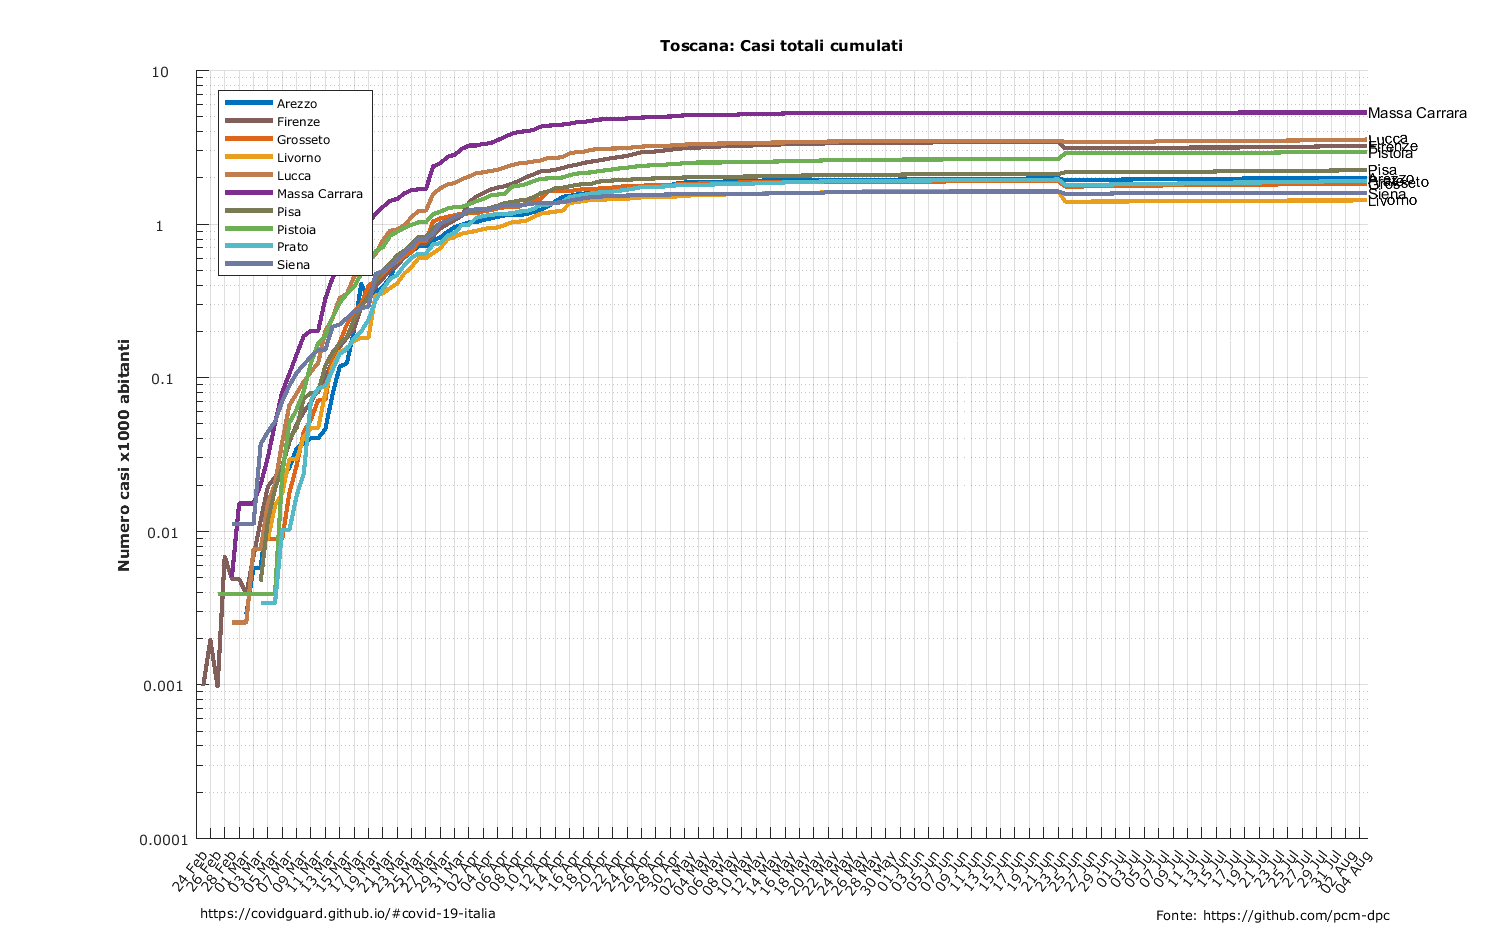 Toscana: Casi totali cumulati
Numero casi x1000 abitanti
10
1
0.1
0.01
0.001
0.0001
Arezzo
Firenze
Grosseto
Livorno
Lucca
Massa Carrara
Pisa
Pistoia
Prato
Siena
Massa Carrara
Lucca
Firenze
Pistoia
Pisa
Arezzo
Grosseto
Siena
Livorno
24 Feb
26 Feb
28 Feb
01 Mar
03 Mar
05 Mar
07 Mar
09 Mar
11 Mar
13 Mar
15 Mar
17 Mar
19 Mar
21 Mar
23 Mar
25 Mar
27 Mar
29 Mar
31 Mar
02 Apr
04 Apr
06 Apr
08 Apr
10 Apr
12 Apr
14 Apr
16 Apr
18 Apr
20 Apr
22 Apr
24 Apr
26 Apr
28 Apr
30 Apr
02 May
04 May
06 May
08 May
10 May
12 May
14 May
16 May
18 May
20 May
22 May
24 May
26 May
28 May
30 May
01 Jun
03 Jun
05 Jun
07 Jun
09 Jun
11 Jun
13 Jun
15 Jun
17 Jun
19 Jun
21 Jun
23 Jun
25 Jun
27 Jun
29 Jun
01 Jul
03 Jul
05 Jul
07 Jul
09 Jul
11 Jul
13 Jul
15 Jul
17 Jul
19 Jul
21 Jul
23 Jul
25 Jul
27 Jul
29 Jul
31 Jul
02 Aug
04 Aug
https://covidguard.github.io/#covid-19-italia
Fonte: https://github.com/pcm-dpc